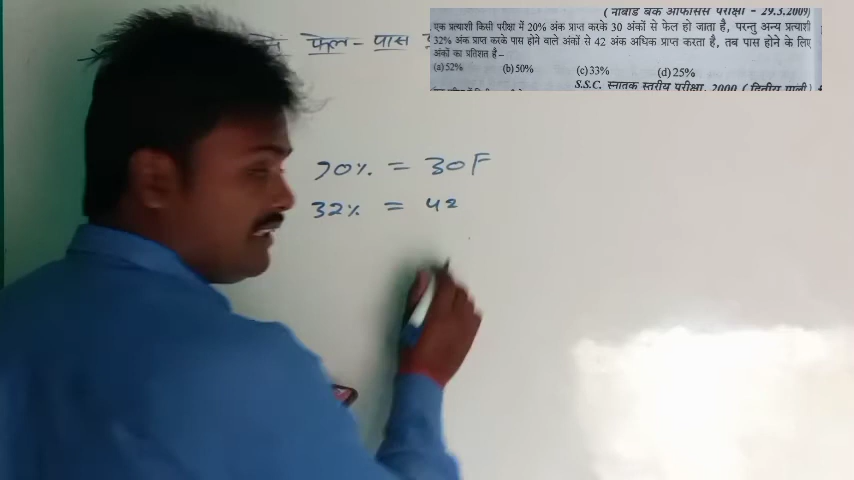 फेल - पास
( नाबार्ड बैंक ऑफिसर्स परीक्षा - 29.3.2009)
एक प्रत्याशी किसी परीक्षा में 20% अंक प्राप्त करके 30 अंकों से फेल हो जाता है, परन्तु अन्य प्रत्याशी
32% अंक प्राप्त करके पास होने वाले अंकों से 42 अंक अधिक प्राप्त करता है, तब पास होने के लिए
अंकों का प्रतिशत है–
(a) 52% (b) 50% (c) 33% (d) 25%
S.S.C. स्नातक स्तरीय परीक्षा, 2000 ( द्वितीय पाली)
20% = 30 F
32% = 42